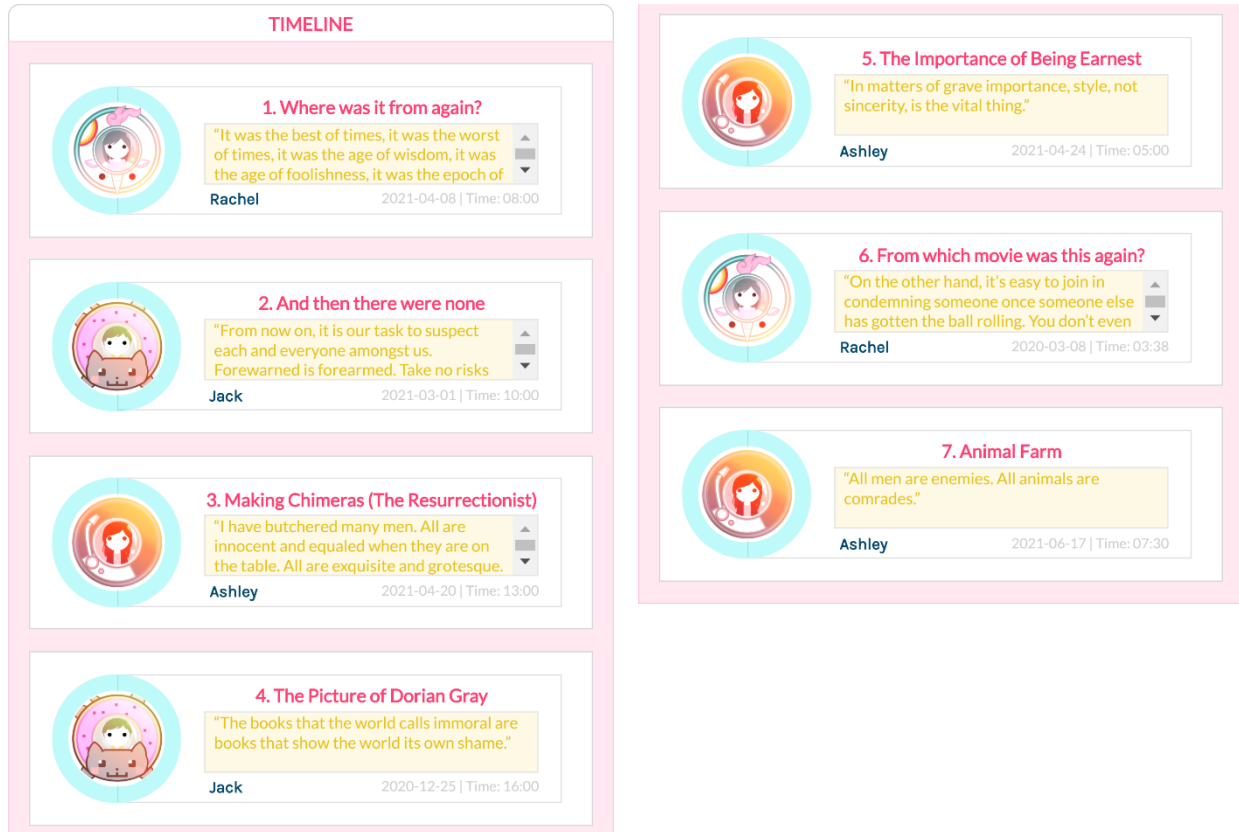 TIMELINE
1. Where was it from again?
“It was the best of times, it was the worst
of times, it was the age of wisdom, it was
the age of foolishness, it was the epoch of
Rachel
2021-04-08 | Time: 08:00
2. And then there were none
“From now on, it is our task to suspect
each and everyone amongst us.
Forewarned is forearmed. Take no risks
Jack
2021-03-01 | Time: 10:00
3. Making Chimeras (The Resurrectionist)
“I have butchered many men. All are
innocent and equaled when they are on
the table. All are exquisite and grotesque.
Ashley
2021-04-20 | Time: 13:00
4. The Picture of Dorian Gray
“The books that the world calls immoral are
books that show the world its own shame.”
Jack
2020-12-25 | Time: 16:00
5. The Importance of Being Earnest
“In matters of grave importance, style, not
sincerity, is the vital thing.”
Ashley
2021-04-24 | Time: 05:00
6. From which movie was this again?
“On the other hand, it's easy to join in
condemning someone once someone else
has gotten the ball rolling. You don’t even
Rachel
2020-03-08 | Time: 03:38
7. Animal Farm
“All men are enemies. All animals are
comrades.”
Ashley
2021-06-17 | Time: 07:30